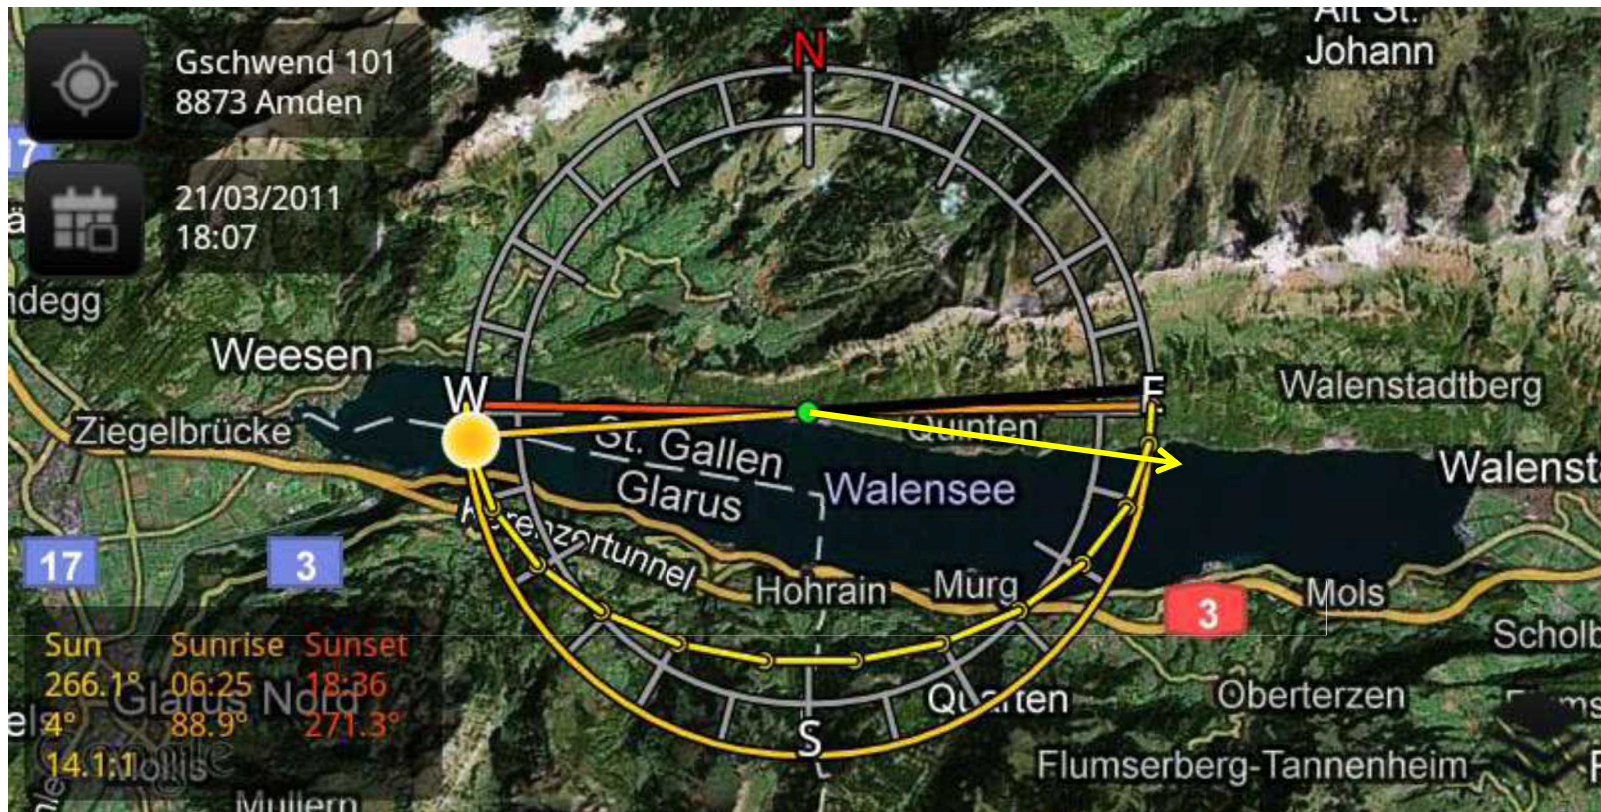 Alt St.
Johann
N
Gschwend 101
8873 Amden
17
21/03/2011
18:07
ndegg
Weesen
W
E
Walenstadtberg
Ziegelbrücke
Quinten
St. Gallen
Glarus
Walensee
Walensta
Kerenzertunnel
17
3
Hohrain
Murg
Mols
3
Sun Sunrise Sunset
266.1° 06:25 18:36
4° 88.9° 271.3°
14.1:1
Glarus Nord
Scholb
Quarten
Oberterzen
S
Mollis
Flumserberg-Tannenheim
Mullern